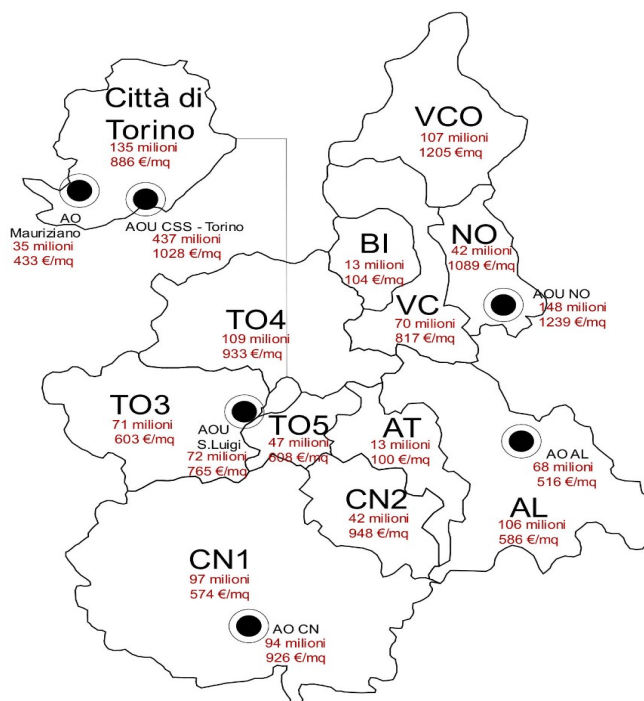 Città di
Torino
135 milioni
886 €/mq
AO
Mauriziano
35 milioni
433 €/mq
AOU CSS - Torino
437 milioni
1028 €/mq
VCO
107 milioni
1205 €mq
BI
13 milioni
104 €/mq
NO
42 milioni
1089€/mq
AOU NO
148 milioni
1239 €/mq
VC
70 milioni
817 €/mq
TO4
109 milioni
933 €/mq
TO3
71 milioni
603 €/mq
AOU
S.Luigi
72 milioni
765 €/mq
TO5
47 milioni
608 €/mq
AT
13 milioni
100 €/mq
AO AL
68 milioni
516 €/mq
AL
106 milioni
586 €/mq
CN2
42 milioni
948 €/mq
CN1
97 milioni
574 €/mq
AO CN
94 milioni
926 €/mq